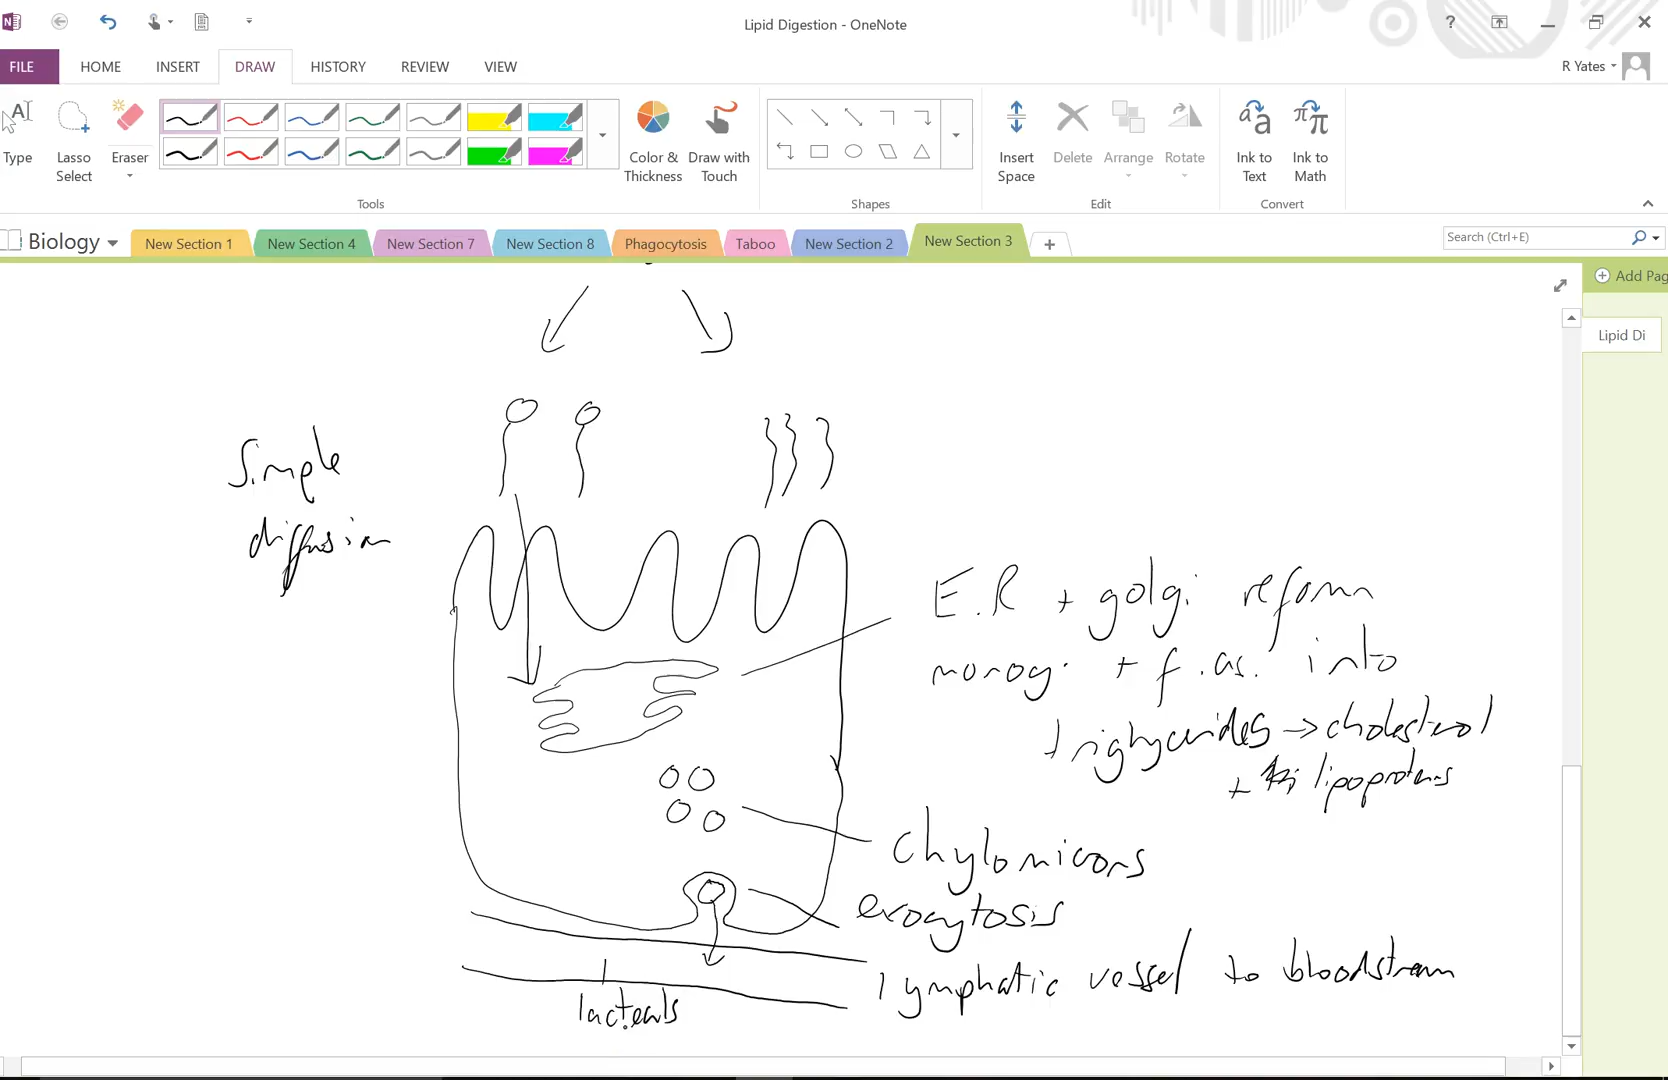 Lipid Digestion - OneNote
?
FILE
HOME
INSERT
DRAW
HISTORY
REVIEW
VIEW
R Yates
Type
Lasso
Select
Eraser
Color &
Thickness
Draw with
Touch
Insert
Space
Delete
Arrange
Rotate
Ink to
Text
Ink to
Math
Tools
Shapes
Edit
Convert
Biology
New Section 1
New Section 4
New Section 7
New Section 8
Phagocytosis
Taboo
New Section 2
New Section 3
Search (Ctrl+E)
Add Pag
Lipid Di
Simple
diffusion
E.R + golgi reform
monogl + f.as. into
triglycerides → cholesterol
+ lipoproteins
chylomicrons
exocytosis
lymphatic vessel to bloodstream
lacteals